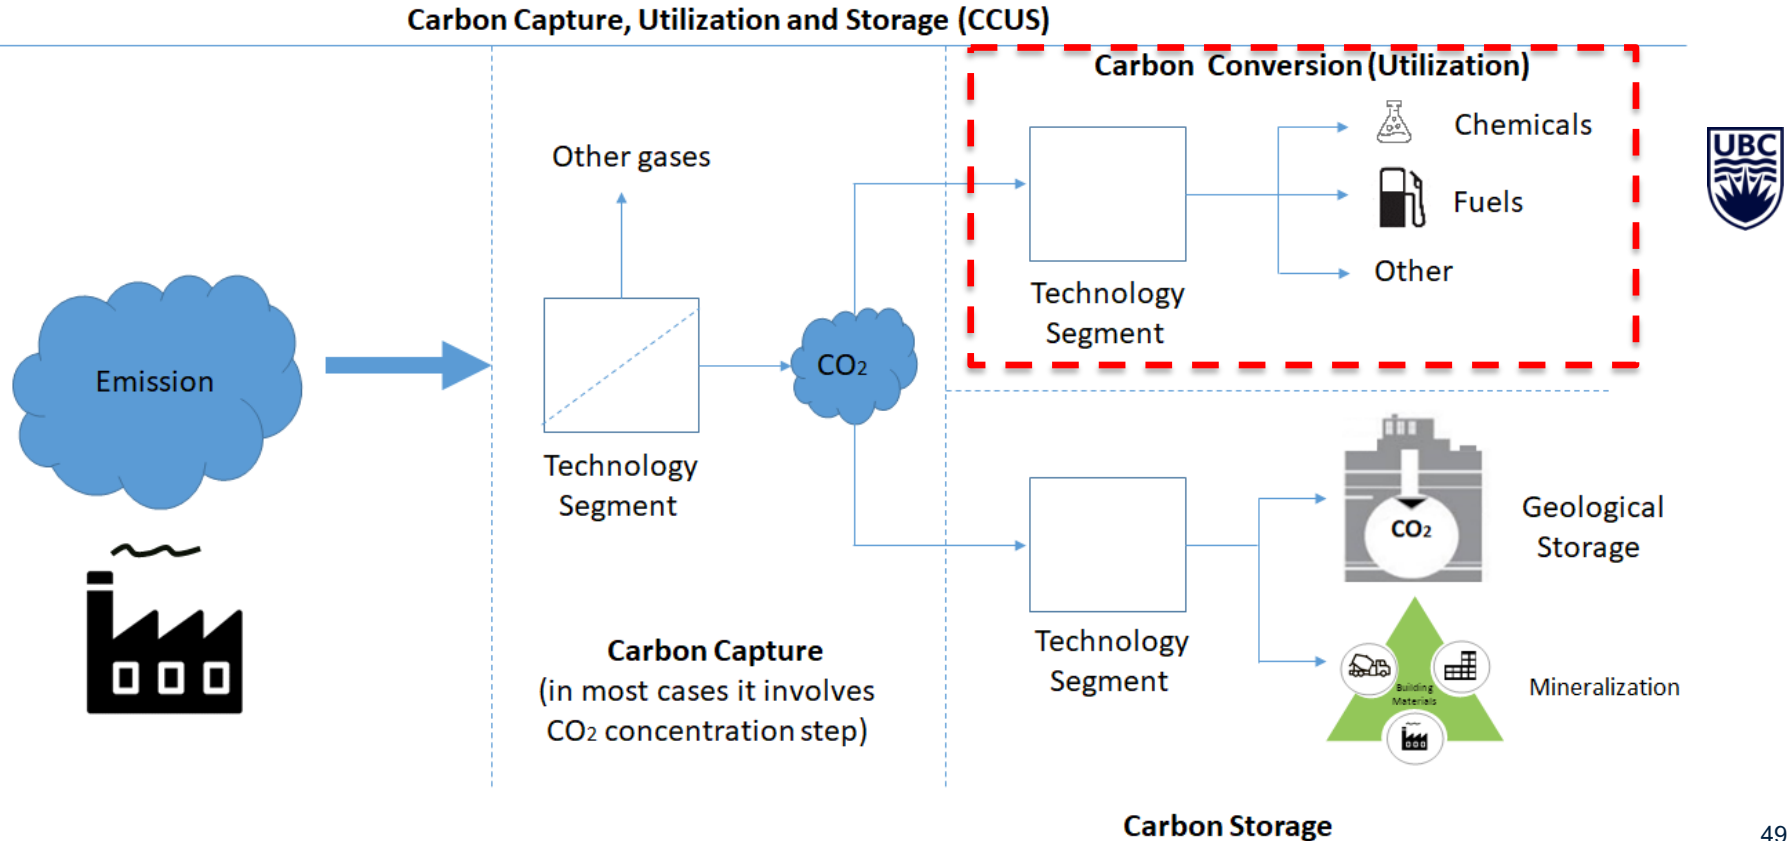 Carbon Capture, Utilization and Storage (CCUS)
Carbon Conversion (Utilization)
Chemicals
Fuels
Other
Technology
Segment
UBC
Other gases
Emission
CO2
Technology
Segment
Carbon Capture
(in most cases it involves
CO2 concentration step)
Technology
Segment
CO2
Geological
Storage
Building
Materials
Mineralization
Carbon Storage
49